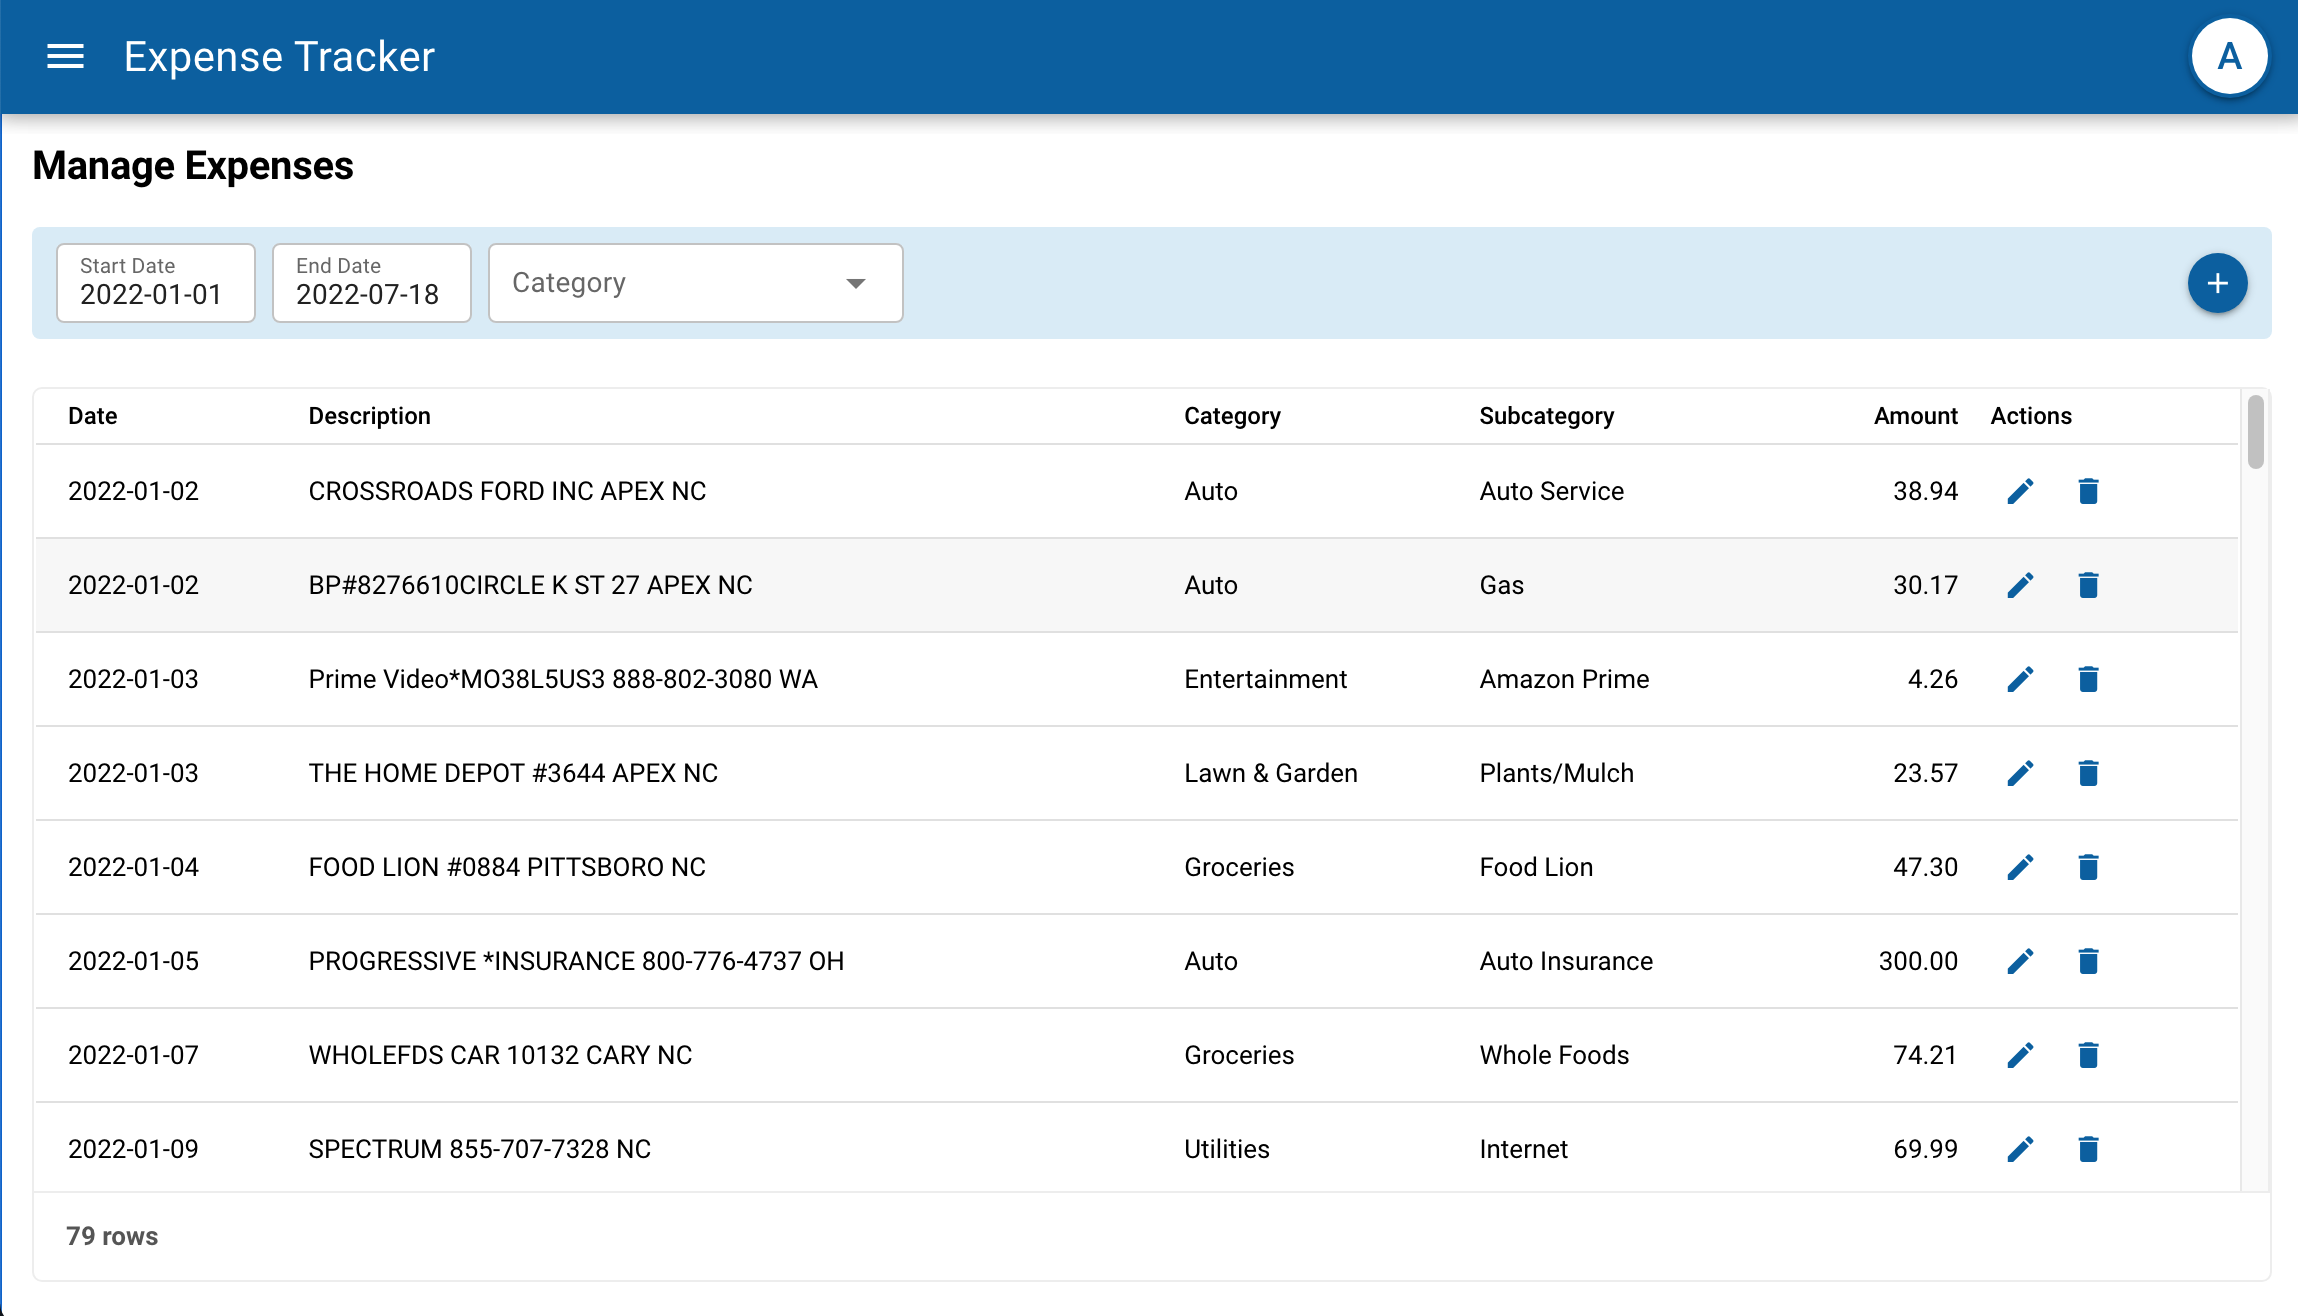 Expense Tracker
A
Manage Expenses
Start Date
2022-01-01
End Date
2022-07-18
Category
Date Description Category Subcategory Amount Actions
2022-01-02 CROSSROADS FORD INC APEX NC Auto Auto Service 38.94
2022-01-02 BP#8276610CIRCLE K ST 27 APEX NC Auto Gas 30.17
2022-01-03 Prime Video*MO38L5US3 888-802-3080 WA Entertainment Amazon Prime 4.26
2022-01-03 THE HOME DEPOT #3644 APEX NC Lawn & Garden Plants/Mulch 23.57
2022-01-04 FOOD LION #0884 PITTSBORO NC Groceries Food Lion 47.30
2022-01-05 PROGRESSIVE *INSURANCE 800-776-4737 OH Auto Auto Insurance 300.00
2022-01-07 WHOLEFDS CAR 10132 CARY NC Groceries Whole Foods 74.21
2022-01-09 SPECTRUM 855-707-7328 NC Utilities Internet 69.99
79 rows